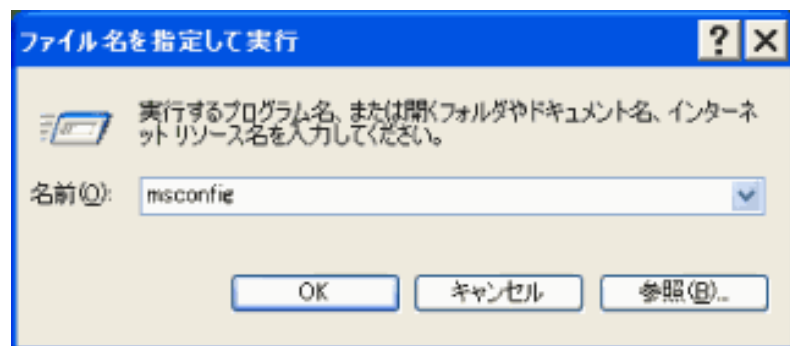 ファイル名を指定して実行
実行するプログラム名、または開くフォルダやドキュメント名、インターネ
ット リソース名を入力してください。
名前(O): msconfig
OK キャンセル 参照(B)...